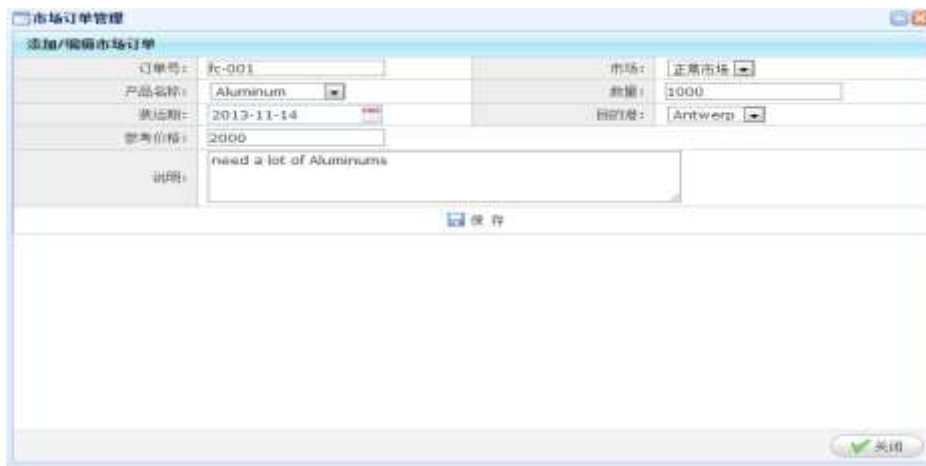 市场订单管理
添加/编辑市场订单
订单号: fc-001 市场: 正常市场
产品名称: Aluminum 数量: 1000
装运期: 2013-11-14 目的港: Antwerp
参考价格: 2000
说明: need a lot of Aluminums
保 存
关闭